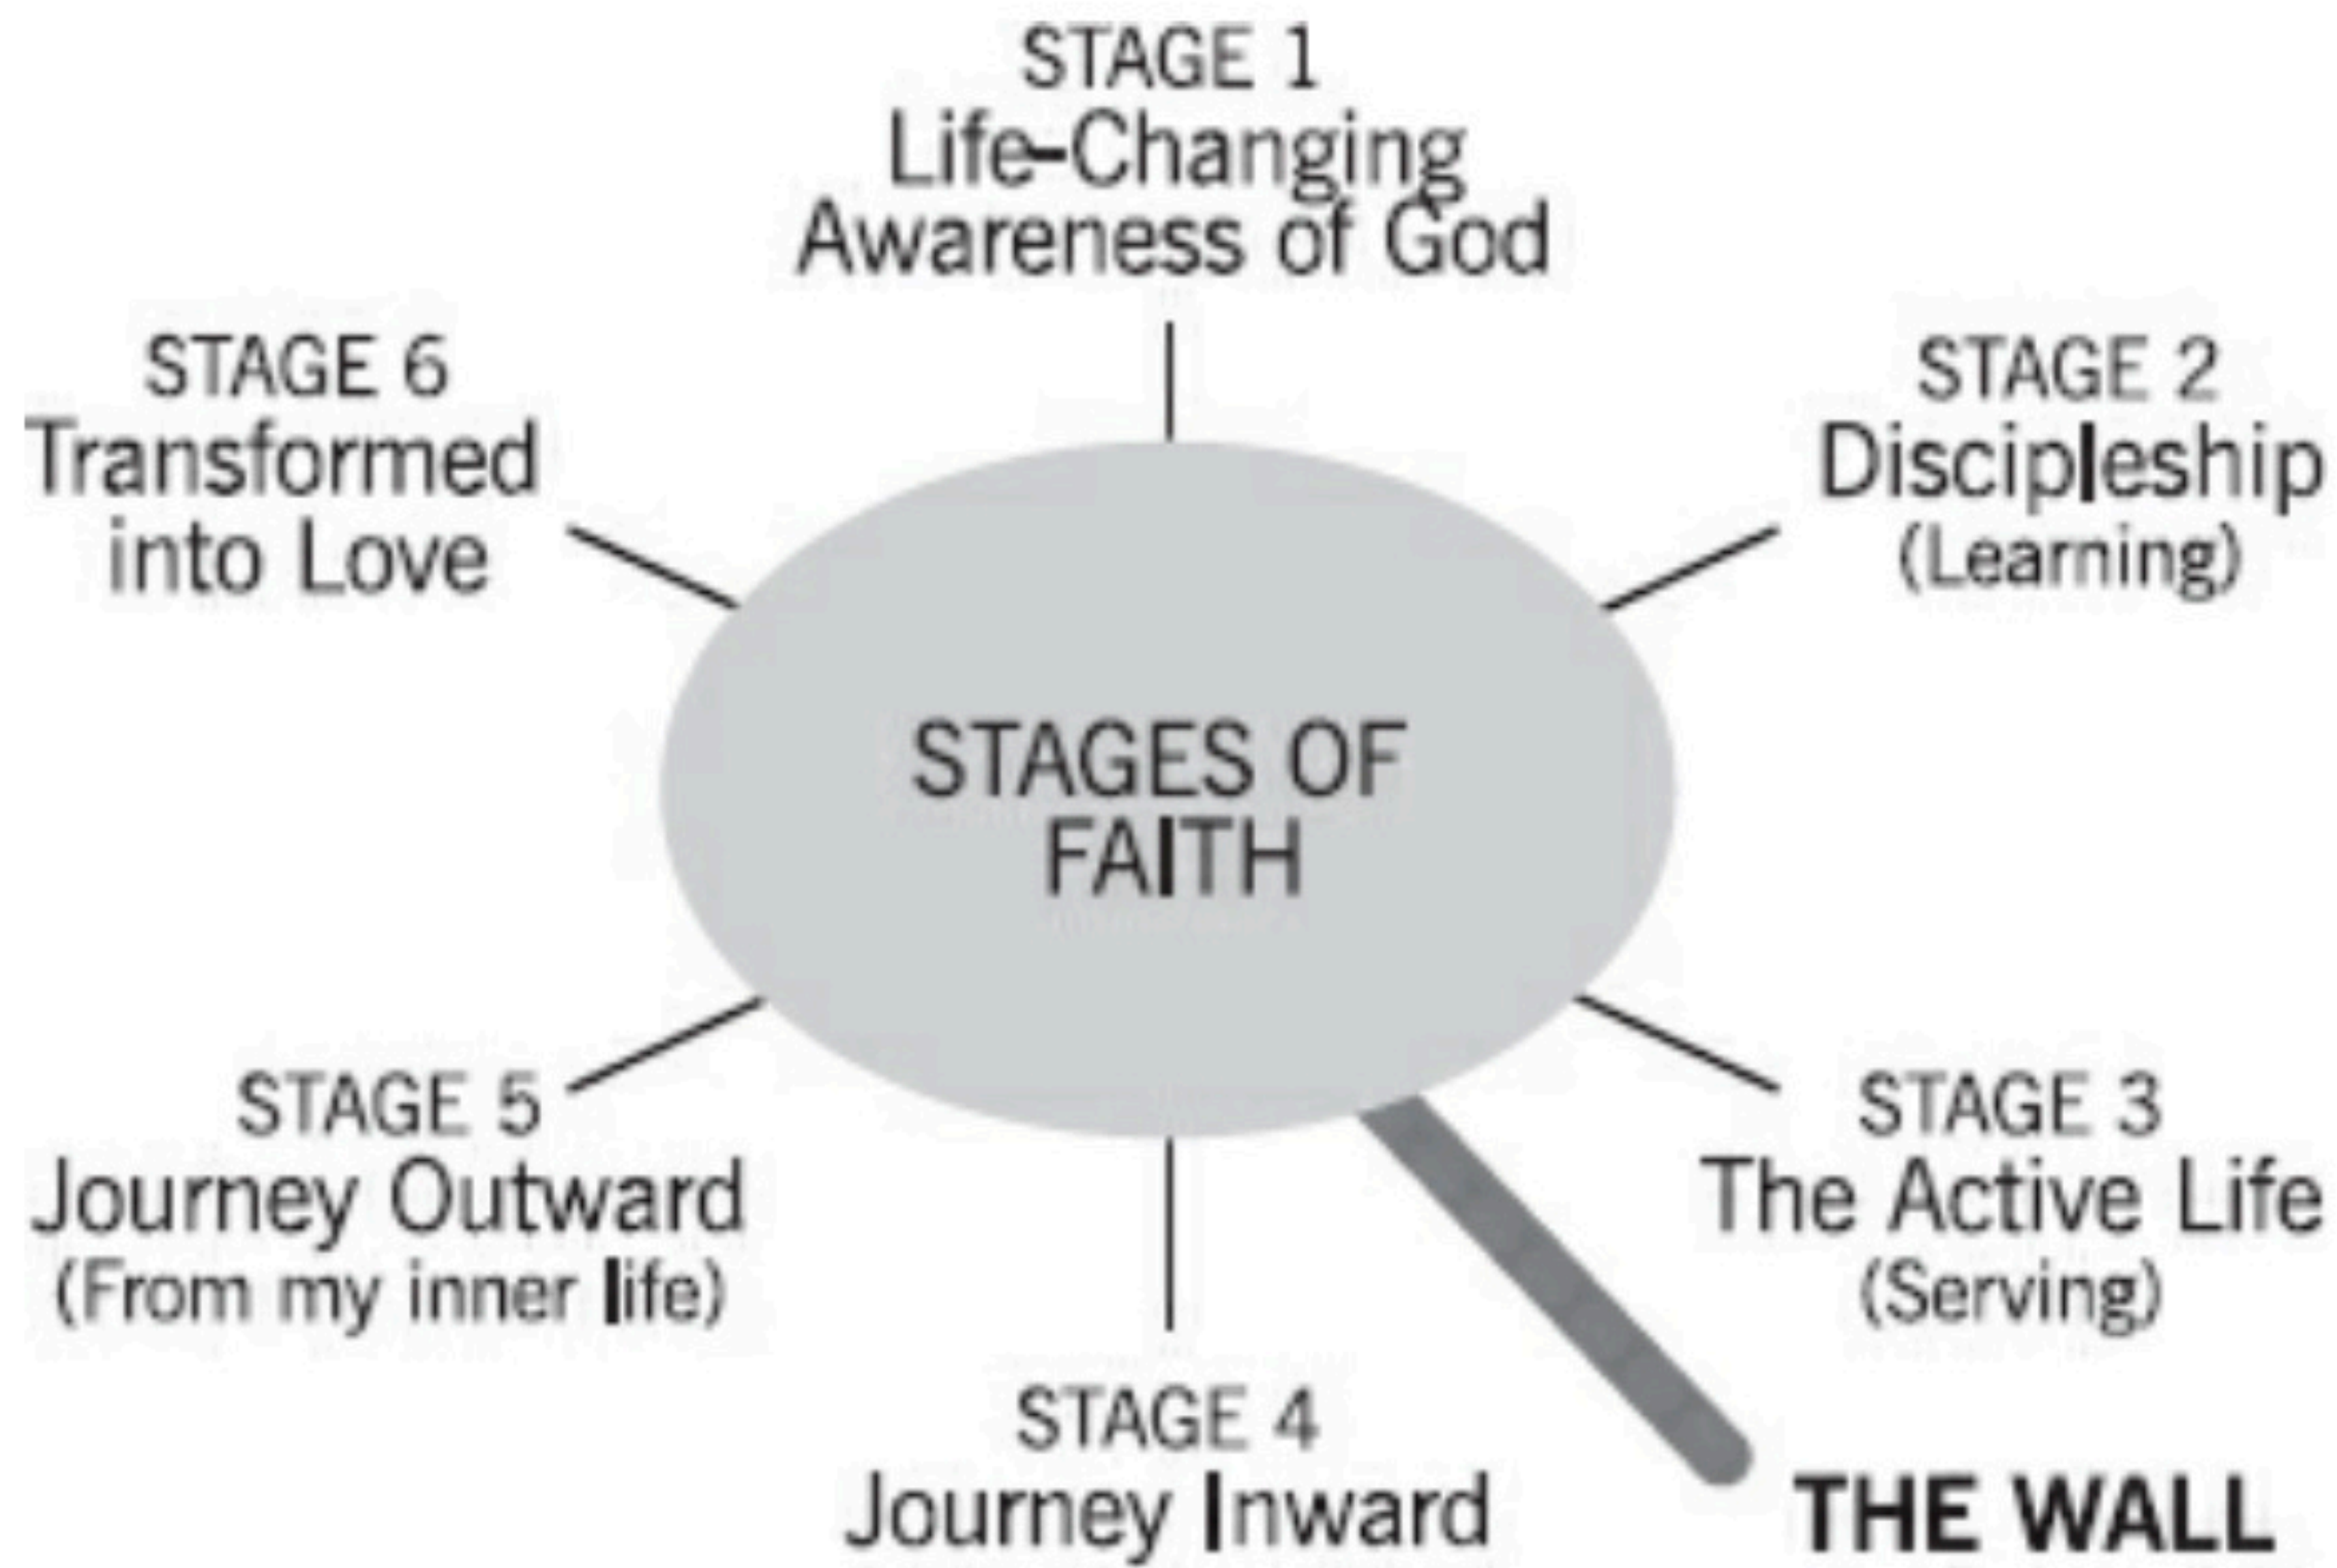 STAGE 1
Life-Changing
Awareness of God
STAGE 2
Discipleship
(Learning)
STAGE 3
The Active Life
(Serving)
THE WALL
STAGE 4
Journey Inward
STAGE 5
Journey Outward
(From my inner life)
STAGE 6
Transformed
into Love
STAGES OF
FAITH